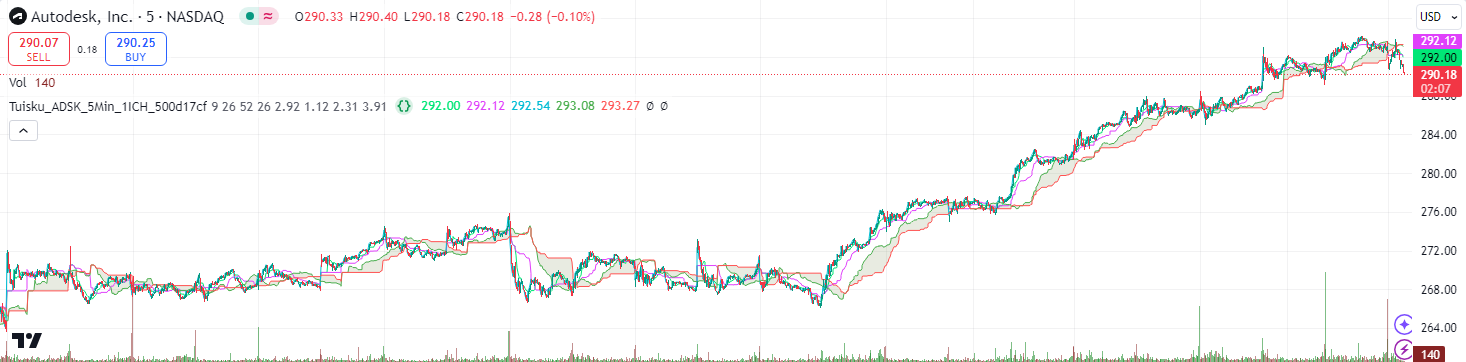 Autodesk, Inc. · 5 · NASDAQ O290.33 H290.40 L290.18 C290.18 −0.28 (−0.10%)
USD
290.07 SELL
0.18
290.25 BUY
Vol 140
Tuisku_ADSK_5Min_1ICH_500d17cf 9 26 52 26 2.92 1.12 2.31 3.91 {} 292.00 292.12 292.54 293.08 293.27 Ø Ø
292.12
292.00
290.18
02:07
284.00
280.00
276.00
272.00
268.00
264.00
140